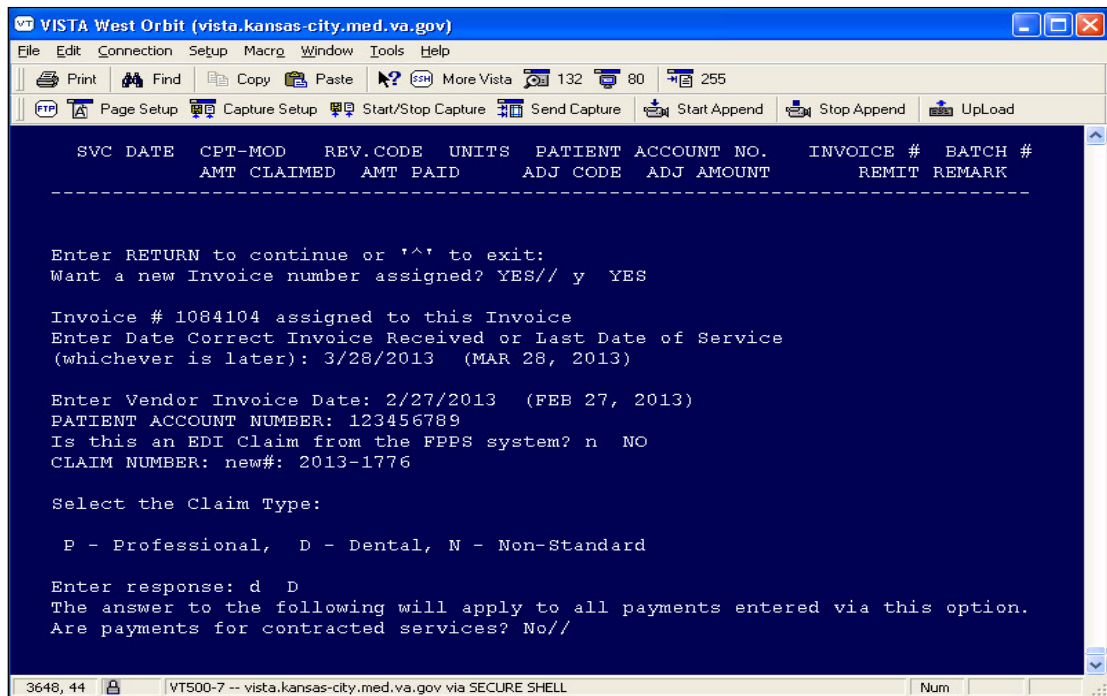 VT VISTA West Orbit (vista.kansas-city.med.va.gov)
File Edit Connection Setup Macro Window Tools Help
Print Find Copy Paste SSH More Vista 132 80 255
FTP Page Setup Capture Setup Start/Stop Capture Send Capture Start Append Stop Append UpLoad
SVC DATE CPT-MOD REV.CODE UNITS PATIENT ACCOUNT NO. INVOICE # BATCH #
AMT CLAIMED AMT PAID ADJ CODE ADJ AMOUNT REMIT REMARK
--------------------------------------------------------------------------------
Enter RETURN to continue or '^' to exit:
Want a new Invoice number assigned? YES// y YES
Invoice # 1084104 assigned to this Invoice
Enter Date Correct Invoice Received or Last Date of Service
(whichever is later): 3/28/2013 (MAR 28, 2013)
Enter Vendor Invoice Date: 2/27/2013 (FEB 27, 2013)
PATIENT ACCOUNT NUMBER: 123456789
Is this an EDI Claim from the FPPS system? n NO
CLAIM NUMBER: new#: 2013-1776
Select the Claim Type:
P - Professional, D - Dental, N - Non-Standard
Enter response: d D
The answer to the following will apply to all payments entered via this option.
Are payments for contracted services? No//
3648, 44 VT500-7 -- vista.kansas-city.med.va.gov via SECURE SHELL Num